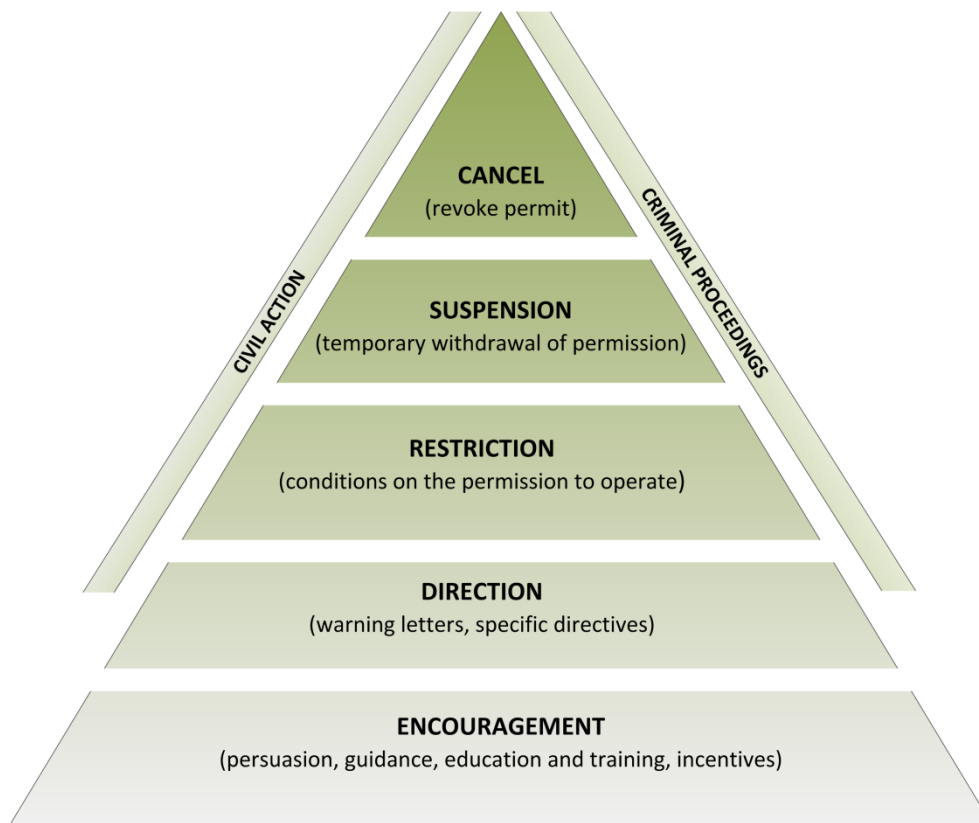 CANCEL
(revoke permit)
CIVIL ACTION
CRIMINAL PROCEEDINGS
SUSPENSION
(temporary withdrawal of permission)
RESTRICTION
(conditions on the permission to operate)
DIRECTION
(warning letters, specific directives)
ENCOURAGEMENT
(persuasion, guidance, education and training, incentives)